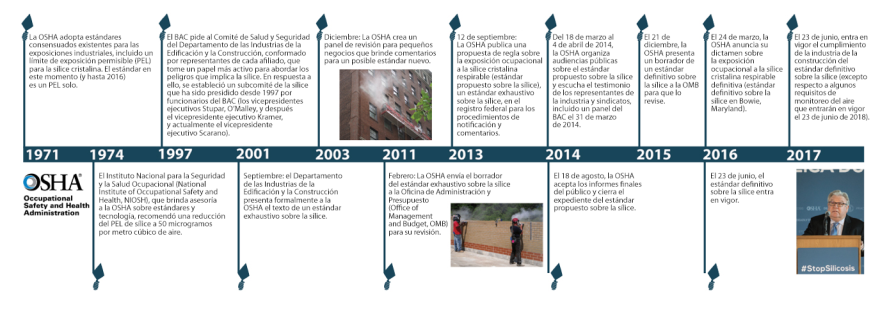 La OSHA adopta estándares
consensuados existentes para las
exposiciones industriales, incluido un
límite de exposición permisible (PEL)
para la sílice cristalina. El estándar en
este momento (y hasta 2016)
es un PEL solo.
El BAC pide al Comité de Salud y Seguridad
del Departamento de las Industrias de la
Edificación y la Construcción, conformado
por representantes de cada afiliado, que
tome un papel más activo para abordar los
peligros que implica la sílice. En respuesta a
ello, se estableció un subcomité de la sílice
que ha sido presidido desde 1997 por
funcionarios del BAC (los vicepresidentes
ejecutivos Stupar, O'Malley, y después
el vicepresidente ejecutivo Kramer,
y actualmente el vicepresidente
ejecutivo Scarano).
Diciembre: La OSHA crea un
panel de revisión para pequeños
negocios que brinde comentarios
para un posible estándar nuevo.
12 de septiembre:
La OSHA publica una
propuesta de regla sobre
la exposición ocupacional
a la sílice cristalina
respirable (estándar
propuesto sobre la sílice),
un estándar exhaustivo
sobre la sílice, en el
registro federal para los
procedimientos de
notificación y
comentarios.
Del 18 de marzo al
4 de abril de 2014,
la OSHA organiza
audiencias públicas
sobre el estándar
propuesto sobre la sílice
y escucha el testimonio
de los representantes de
la industria y sindicatos,
incluido un panel del
BAC el 31 de marzo
de 2014.
El 21 de
diciembre, la
OSHA presenta
un borrador de
un estándar
definitivo sobre
la sílice a la OMB
para que lo
revise.
El 24 de marzo, la
OSHA anuncia su
dictamen sobre
la exposición
ocupacional a la sílice
cristalina respirable
definitiva (estándar
definitivo sobre la
sílice en Bowie,
Maryland).
El 23 de junio, entra en
vigor el cumplimiento
de la industria de la
construcción del
estándar definitivo
sobre la sílice (excepto
respecto a algunos
requisitos de
monitoreo del aire
que entrarán en vigor
el 23 de junio de 2018).
1971 1974 1997 2001 2003 2011 2013 2014 2015 2016 2017
OSHA®
Occupational
Safety and Health
Administration
El Instituto Nacional para la Seguridad
y la Salud Ocupacional (National
Institute of Occupational Safety and
Health, NIOSH), que brinda asesoría
a la OSHA sobre estándares y
tecnología, recomendó una reducción
del PEL de sílice a 50 microgramos
por metro cúbico de aire.
Septiembre: el Departamento
de las Industrias de la
Edificación y la Construcción
presenta formalmente a la
OSHA el texto de un estándar
exhaustivo sobre la sílice.
Febrero: La OSHA envía el borrador
del estándar exhaustivo sobre la sílice
a la Oficina de Administración y
Presupuesto
(Office of
Management
and Budget, OMB)
para su revisión.
El 18 de agosto, la OSHA
acepta los informes finales
del público y cierra el
expediente del estándar
propuesto sobre la sílice.
El 23 de junio, el
estándar definitivo
sobre la sílice entra
en vigor.
#StopSilicosis